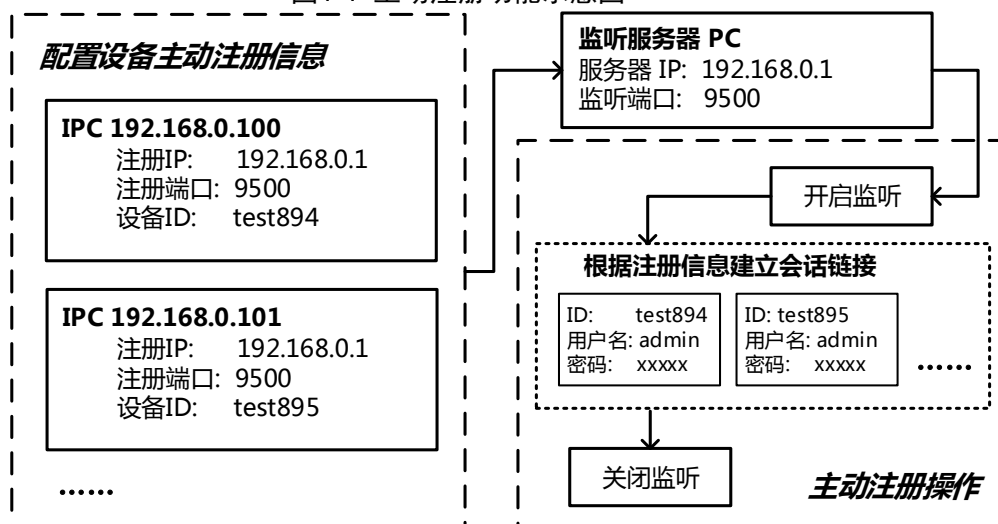 配置设备主动注册信息
IPC 192.168.0.100
注册IP: 192.168.0.1
注册端口: 9500
设备ID: test894
IPC 192.168.0.101
注册IP: 192.168.0.1
注册端口: 9500
设备ID: test895
......
监听服务器 PC
服务器 IP: 192.168.0.1
监听端口: 9500
开启监听
根据注册信息建立会话链接
ID: test894
用户名: admin
密码: xxxxx
ID: test895
用户名: admin
密码: xxxxx
......
关闭监听
主动注册操作